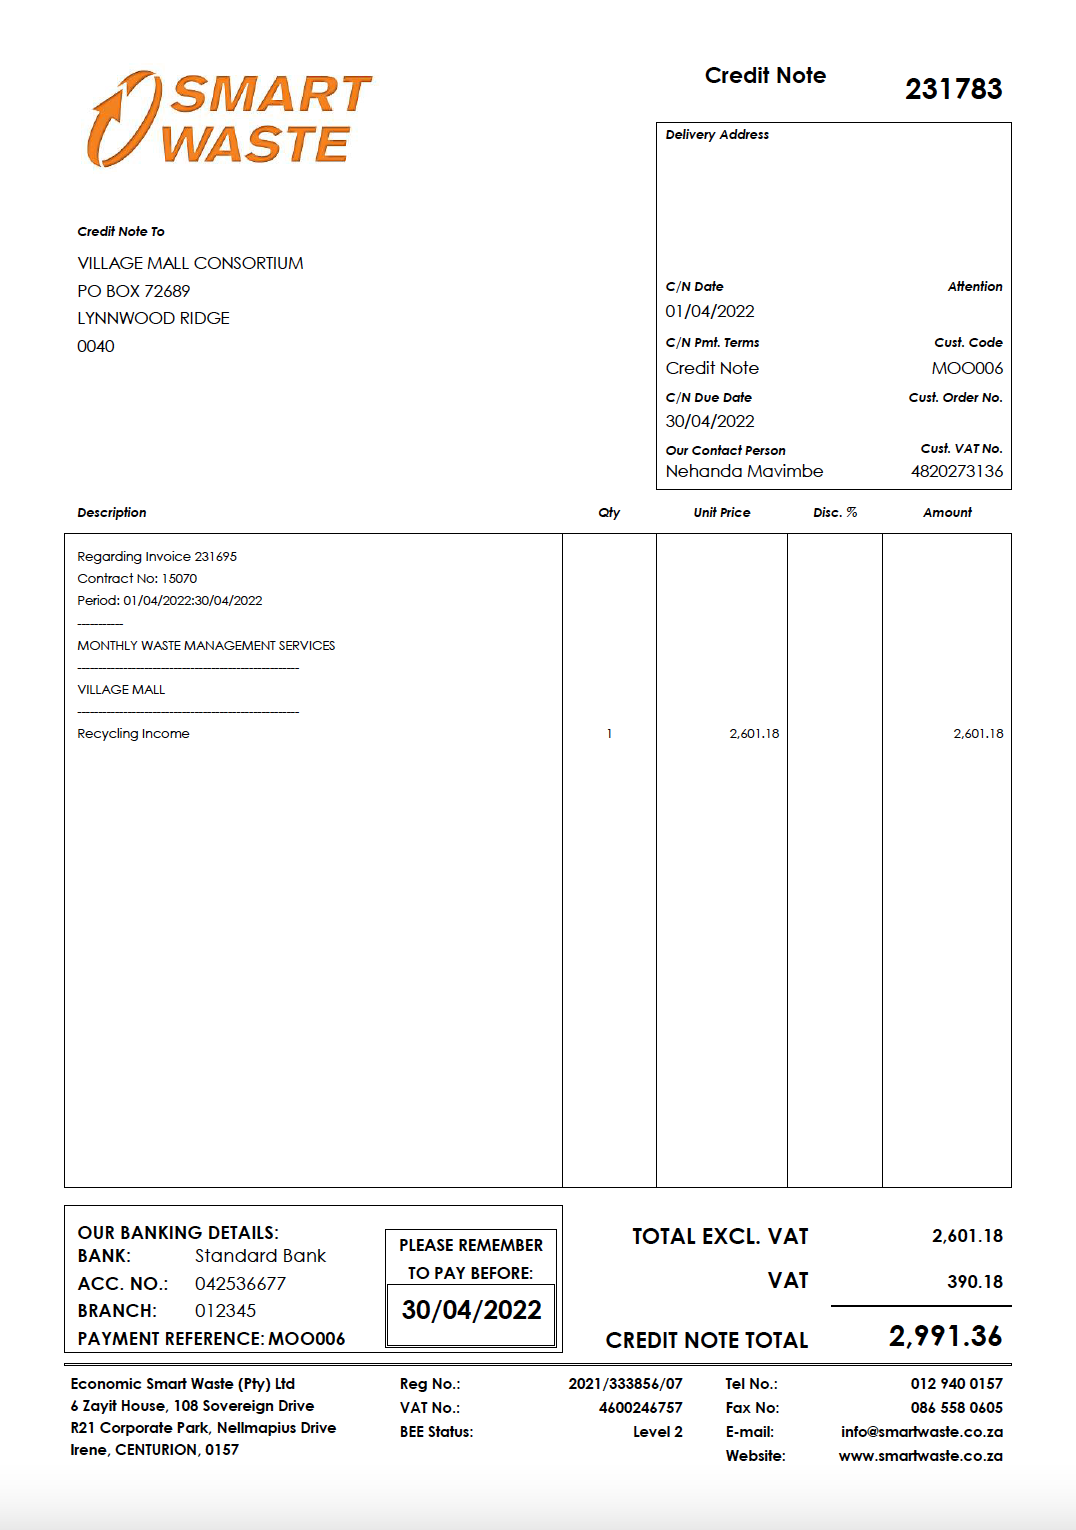 SMART
WASTE
Credit Note
231783
Delivery Address
Credit Note To
VILLAGE MALL CONSORTIUM
PO BOX 72689
LYNNWOOD RIDGE
0040
C/N Date Attention
01/04/2022
C/N Pmt. Terms Cust. Code
Credit Note MOO006
C/N Due Date Cust. Order No.
30/04/2022
Our Contact Person Cust. VAT No.
Nehanda Mavimbe 4820273136
Description Qty Unit Price Disc. % Amount
Regarding Invoice 231695
Contract No: 15070
Period: 01/04/2022:30/04/2022
-----------
MONTHLY WASTE MANAGEMENT SERVICES
-----------------------------------------------------
VILLAGE MALL
-----------------------------------------------------
Recycling Income 1 2,601.18 2,601.18
OUR BANKING DETAILS:
BANK: Standard Bank
ACC. NO.: 042536677
BRANCH: 012345
PAYMENT REFERENCE: MOO006
PLEASE REMEMBER
TO PAY BEFORE:
30/04/2022
TOTAL EXCL. VAT 2,601.18
VAT 390.18
CREDIT NOTE TOTAL 2,991.36
Economic Smart Waste (Pty) Ltd
6 Zayit House, 108 Sovereign Drive
R21 Corporate Park, Nellmapius Drive
Irene, CENTURION, 0157
Reg No.: 2021/333856/07
VAT No.: 4600246757
BEE Status: Level 2
Tel No.: 012 940 0157
Fax No: 086 558 0605
E-mail: info@smartwaste.co.za
Website: www.smartwaste.co.za